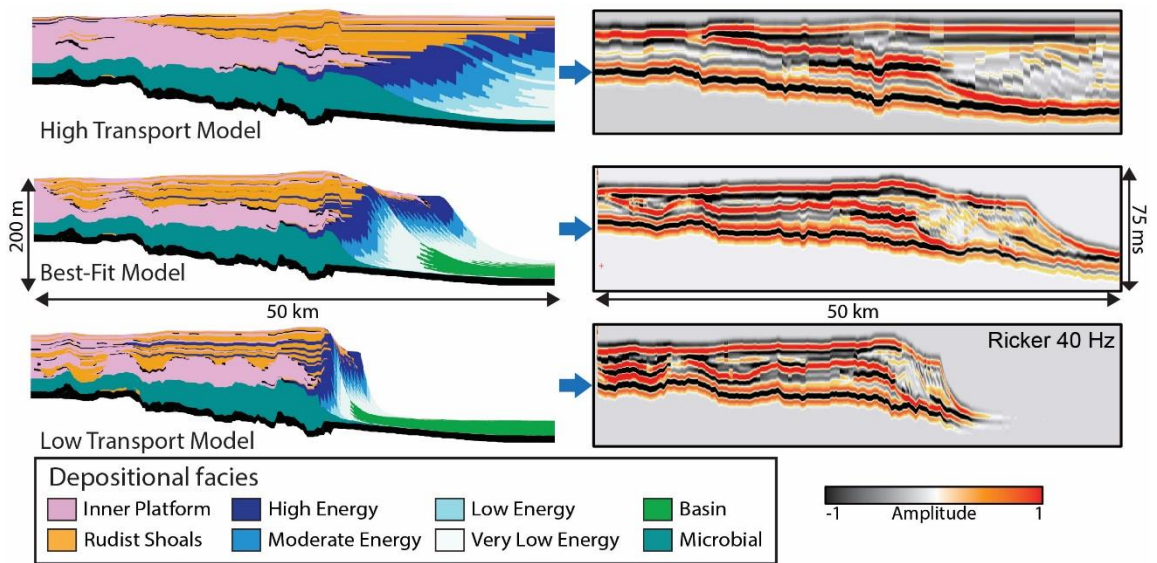 High Transport Model
200 m
Best-Fit Model
75 ms
50 km
50 km
Ricker 40 Hz
Low Transport Model
Depositional facies
Inner Platform
High Energy
Low Energy
Basin
Rudist Shoals
Moderate Energy
Very Low Energy
Microbial
-1
Amplitude
1